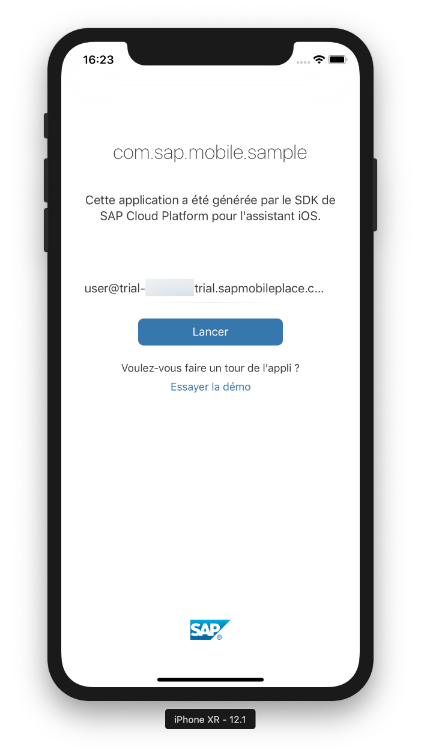 16:23
com.sap.mobile.sample
Cette application a été générée par le SDK de
SAP Cloud Platform pour l'assistant iOS.
user@trial-trial.sapmobileplace.c...
Lancer
Voulez-vous faire un tour de l'appli ?
Essayer la démo
SAP®
iPhone XR - 12.1